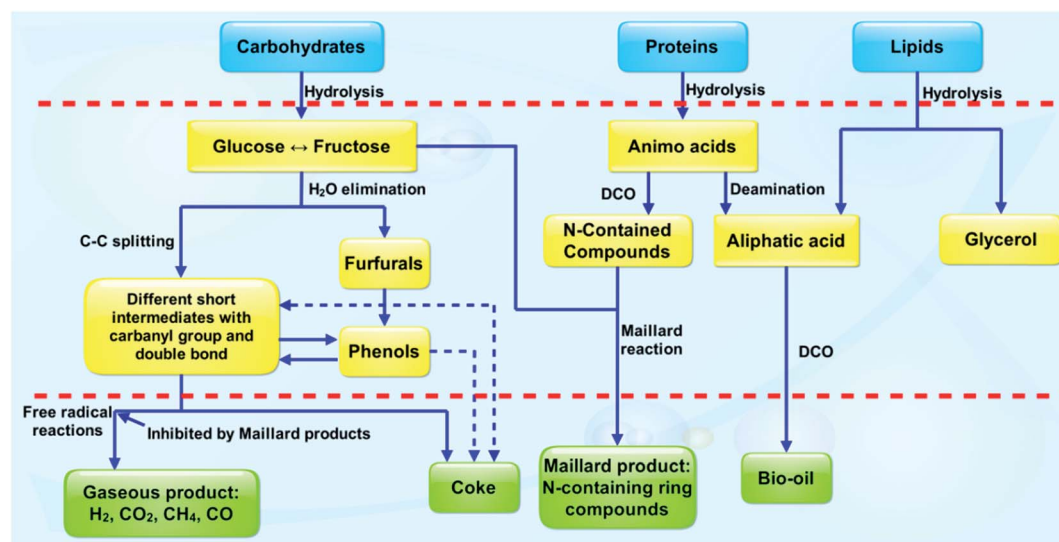 Carbohydrates
Proteins
Lipids
Hydrolysis
Hydrolysis
Hydrolysis
Glucose ↔ Fructose
Animo acids
H₂O elimination
DCO
Deamination
C-C splitting
Furfurals
N-Contained
Compounds
Aliphatic acid
Glycerol
Different short
intermediates with
carbanyl group and
double bond
Phenols
Maillard
reaction
DCO
Free radical
reactions
Inhibited by Maillard products
Gaseous product:
H₂, CO₂, CH₄, CO
Coke
Maillard product:
N-containing ring
compounds
Bio-oil